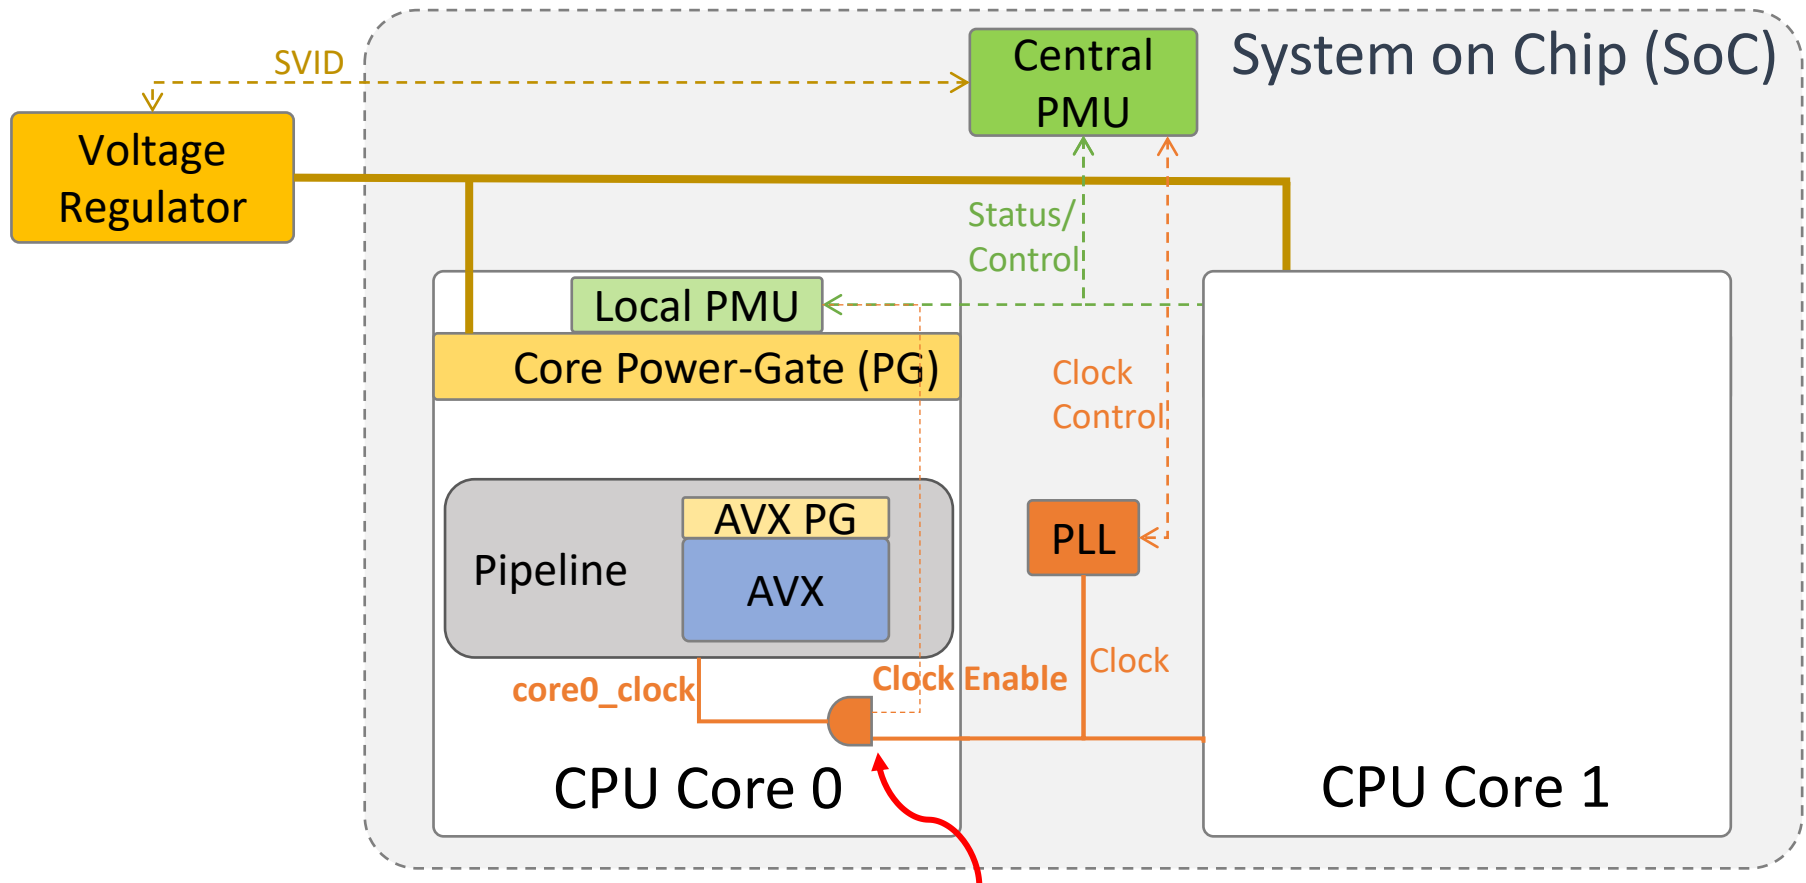 SVID
Central
PMU
System on Chip (SoC)
Voltage
Regulator
Status/
Control
Local PMU
Core Power-Gate (PG)
Clock
Control
AVX PG
Pipeline
AVX
PLL
core0_clock
Clock Enable
Clock
CPU Core 0
CPU Core 1